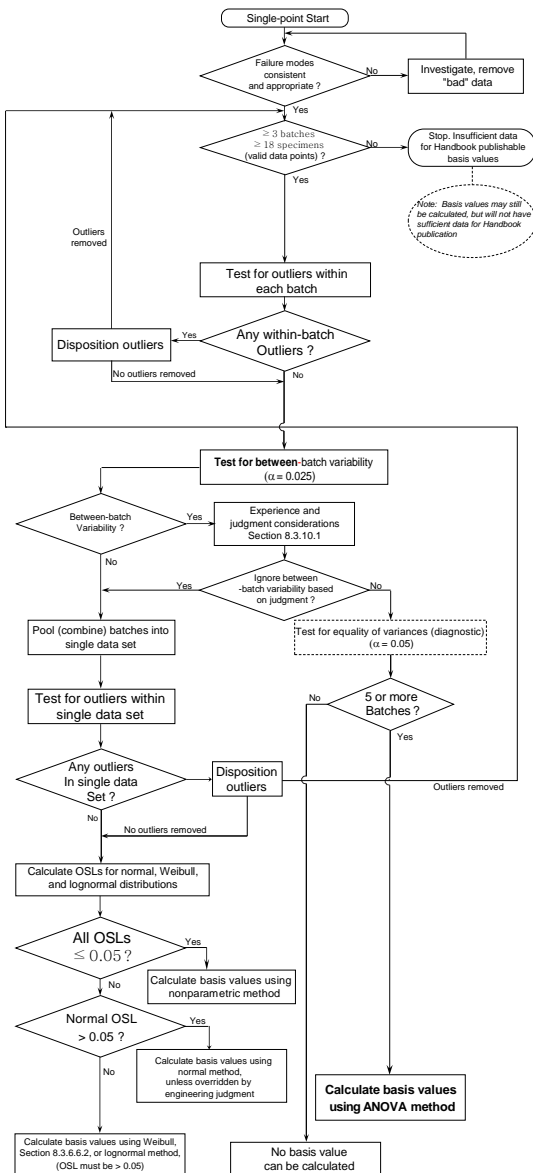 Single-point Start
Failure modes
consistent
and appropriate ?
No
Investigate, remove
"bad" data
Yes
≥ 3 batches
≥ 18 specimens
(valid data points) ?
No
Stop. Insufficient data
for Handbook publishable
basis values
Yes
Note: Basis values may still
be calculated, but will not have
sufficient data for Handbook
publication
Outliers
removed
Test for outliers within
each batch
Any within-batch
Outliers ?
Yes
Disposition outliers
No outliers removed
No
Test for between-batch variability
(α = 0.025)
Between-batch
Variability ?
Yes
Experience and
judgment considerations
Section 8.3.10.1
No
Yes
Ignore between
-batch variability based
on judgment ?
No
Pool (combine) batches into
single data set
Test for equality of variances (diagnostic)
(α = 0.05)
Test for outliers within
single data set
No
5 or more
Batches ?
Yes
Any outliers
In single data
Set ?
Disposition
outliers
Outliers removed
No
No outliers removed
Calculate OSLs for normal, Weibull,
and lognormal distributions
All OSLs
≤ 0.05 ?
Yes
Calculate basis values using
nonparametric method
No
Normal OSL
> 0.05 ?
Yes
Calculate basis values using
normal method,
unless overridden by
engineering judgment
No
Calculate basis values
using ANOVA method
Calculate basis values using Weibull,
Section 8.3.6.6.2, or lognormal method,
(OSL must be > 0.05)
No basis value
can be calculated